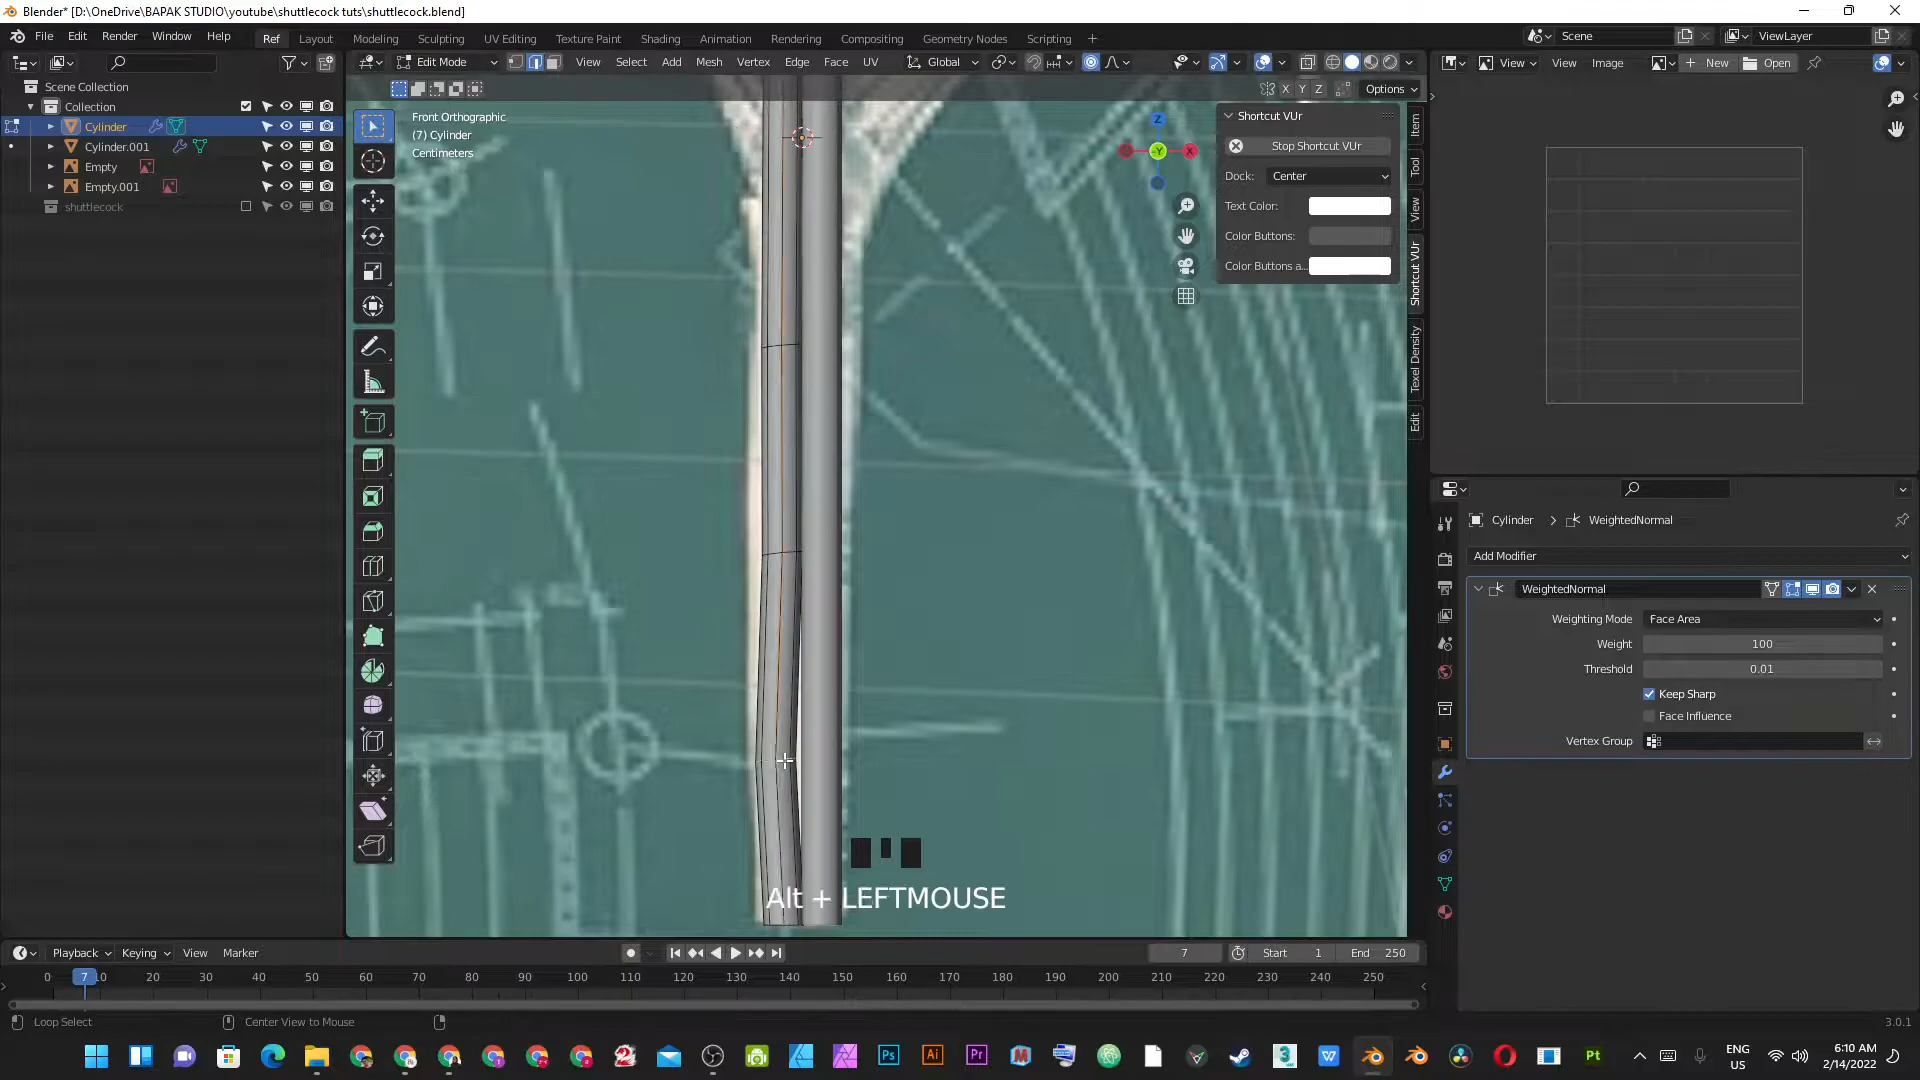 Blender* [D:\OneDrive\BAPAK STUDIO\youtube\shuttlecock tuts\shuttlecock.blend]
File Edit Render Window Help Ref Layout Modeling Sculpting UV Editing Texture Paint Shading Animation Rendering Compositing Geometry Nodes Scripting Scene ViewLayer
Edit Mode View Select Add Mesh Vertex Edge Face UV Global View View Image New Open
Scene Collection
X Y Z Options
Collection
Cylinder
Cylinder.001
Empty
Empty.001
shuttlecock
Front Orthographic
(7) Cylinder
Centimeters
Z
Y
X
Shortcut VUr
Stop Shortcut VUr
Dock: Center
Text Color:
Color Buttons:
Color Buttons a...
Item
Tool
View
Shortcut VUr
Texel Density
Edit
Cylinder WeightedNormal
Add Modifier
WeightedNormal
Weighting Mode Face Area
Weight 100
Threshold 0.01
Keep Sharp
Face Influence
Vertex Group
Alt + LEFTMOUSE
Playback Keying View Marker 7 Start 1 End 250
0 7 10 20 30 40 50 60 70 80 90 100 110 120 130 140 150 160 170 180 190 200 210 220 230 240 250
Loop Select Center View to Mouse 3.0.1
Ps Ai Pr Pt
ENG
US
6:10 AM
2/14/2022